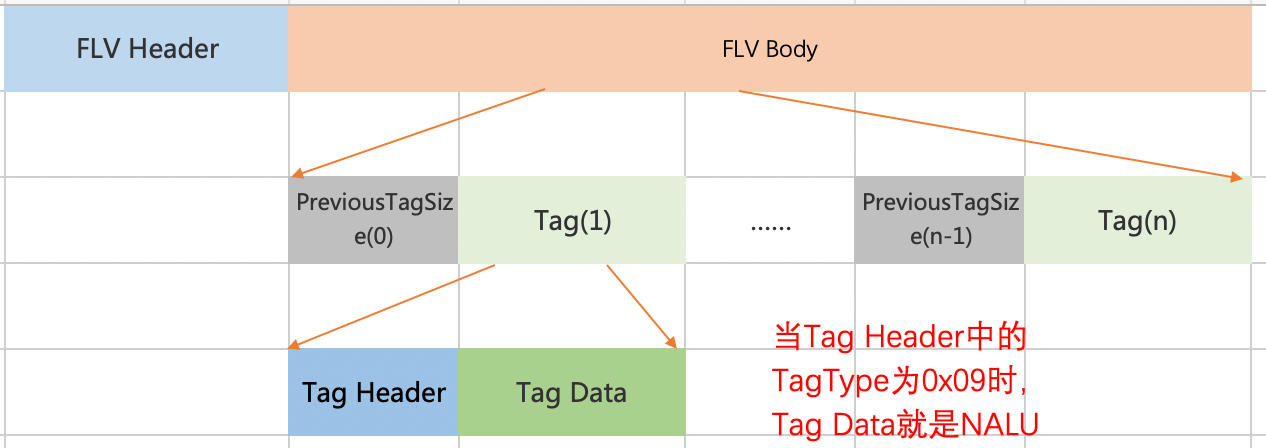 FLV Header
FLV Body
PreviousTagSiz
e(0)
Tag(1)
......
PreviousTagSiz
e(n-1)
Tag(n)
Tag Header
Tag Data
当Tag Header中的
TagType为0x09时,
Tag Data就是NALU